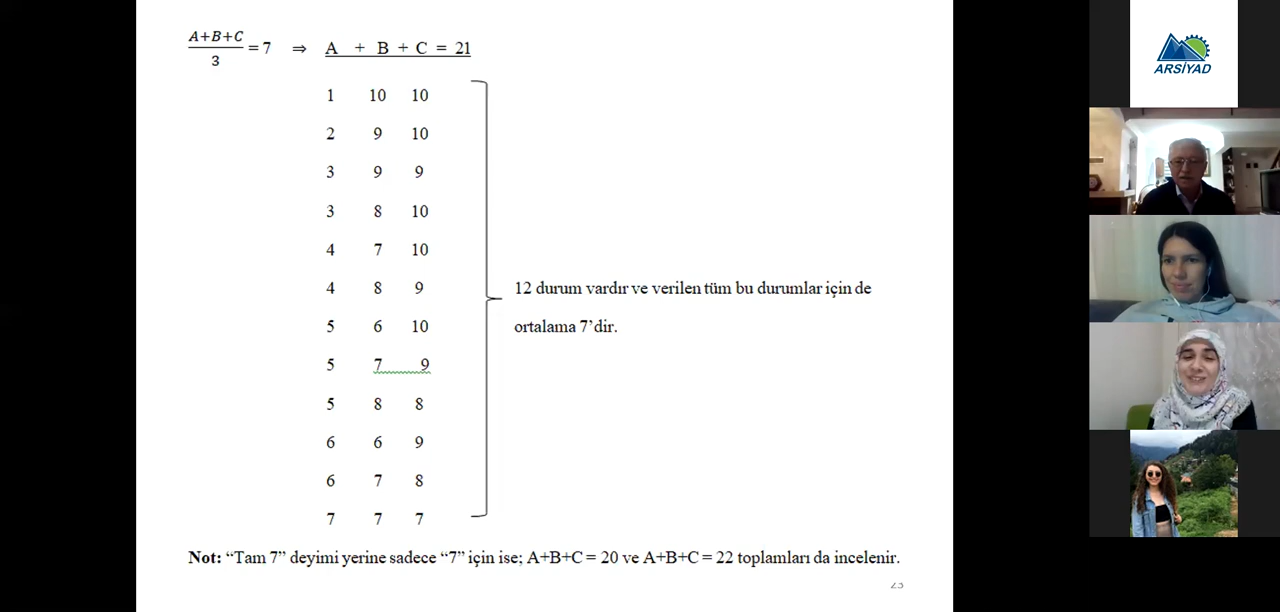 (A+B+C)/3 = 7 ⇒ A + B + C = 21
1 10 10
2 9 10
3 9 9
3 8 10
4 7 10
4 8 9
5 6 10
5 7 9
5 8 8
6 6 9
6 7 8
7 7 7
12 durum vardır ve verilen tüm bu durumlar için de
ortalama 7’dir.
Not: “Tam 7” deyimi yerine sadece “7” için ise; A+B+C = 20 ve A+B+C = 22 toplamları da incelenir.
ARSİYAD